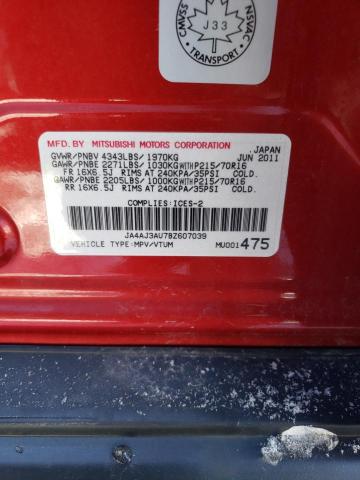 CMVSS
NSVAC
J33
MFD. BY MITSUBISHI MOTORS CORPORATION
JAPAN
GVWR/PNBV 4343LBS/ 1970KG JUN 2011
GAWR/PNBE 2271LBS/ 1030KG WITH P215/70R16
FR 16X6.5J RIMS AT 240KPA/35PSI COLD.
GAWR/PNBE 2205LBS/ 1000KG WITH P215/70R16
RR 16X6.5J RIMS AT 240KPA/35PSI COLD.
COMPLIES:ICES-2
JA4AJ3AU7BZ607039
VEHICLE TYPE:MPV/VTUM MU001475